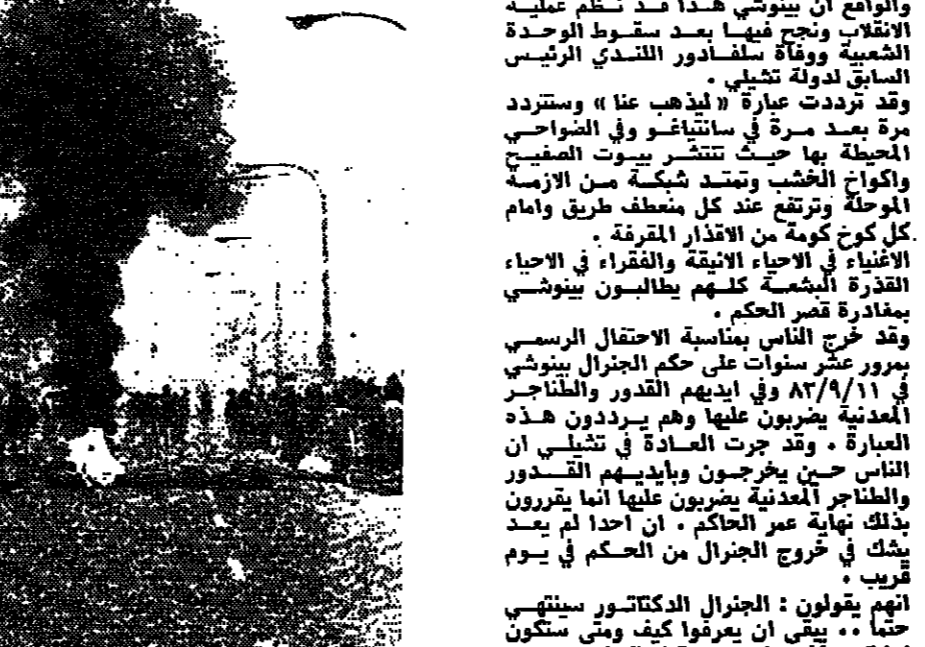 والواقع ان بينوشي هذا قد نظم عملية
الانقلاب ونجح فيها بعد سقوط الوحدة
الشعبية ووفاة سلفادور اللندي الرئيس
السابق لدولة تشيلي .
وقد ترددت عبارة « ليذهب عنا » وستتردد
مرة بعد مرة في سانتياغو وفي الضواحي
المحيطة بها حيث تنتشر بيوت الصفيح
واكواخ الخشب وتمتد شبكة من الازمة
الموحلة وترتفع عند كل منعطف طريق وامام
كل كوخ كومة من الاقذار المقرفة .
الاغنياء في الاحياء الانيقة والفقراء في الاحياء
القذرة البشعة كلهم يطالبون بينوشي
بمغادرة قصر الحكم .
وقد خرج الناس بمناسبة الاحتفال الرسمي
بمرور عشر سنوات على حكم الجنرال بينوشي
في ٨٣/٩/١١ وفي ايديهم القدور والطناجر
المعدنية يضربون عليها وهم يرددون هذه
العبارة . وقد جرت العادة في تشيلي ان
الناس حين يخرجون وبأيديهم القدور
والطناجر المعدنية يضربون عليها انما يقررون
بذلك نهاية عمر الحاكم . ان احدا لم يعد
يشك في خروج الجنرال من الحكم في يوم
قريب .
انهم يقولون : الجنرال الدكتاتور سينتهي
حتما .. يبقى ان يعرفوا كيف ومتى ستكون